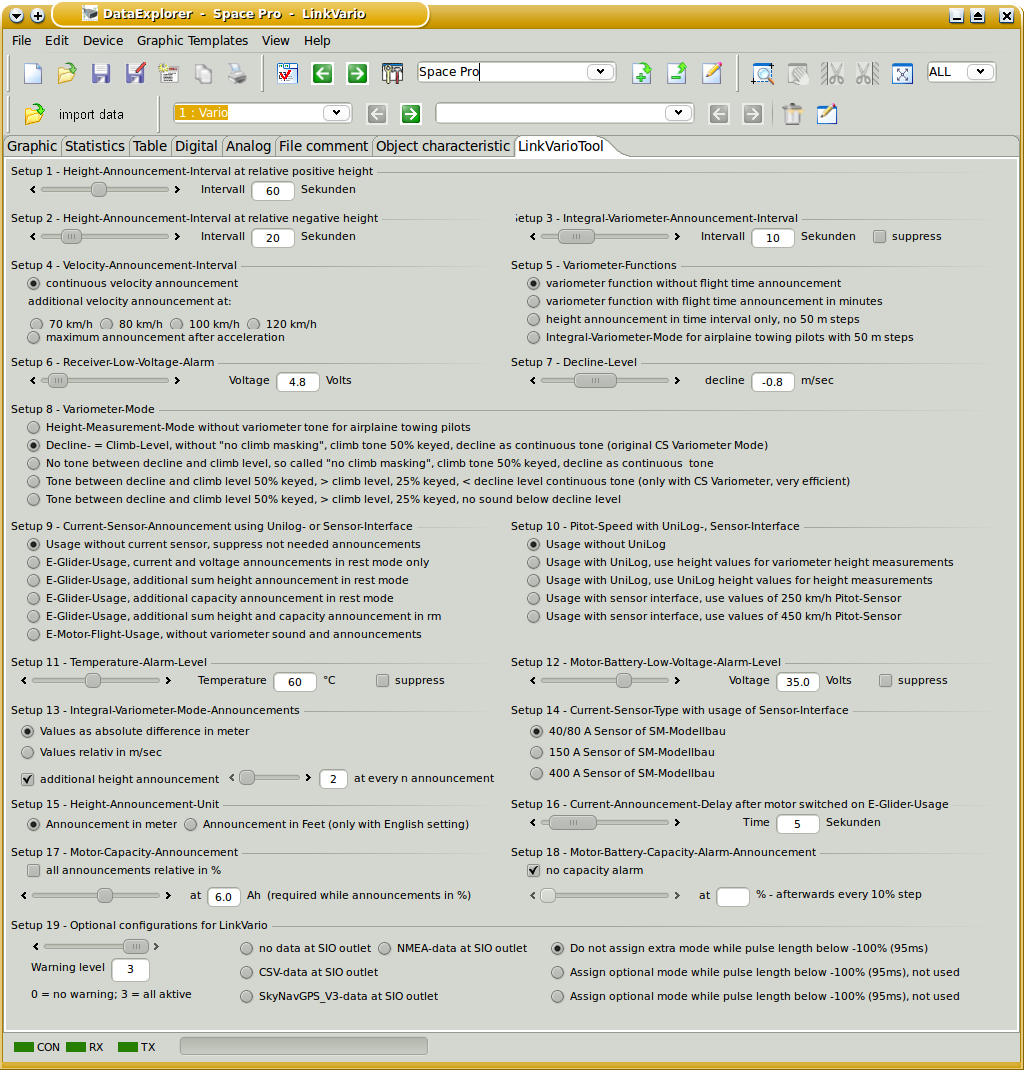 DataExplorer - Space Pro - LinkVario
File Edit Device Graphic Templates View Help
Space Pro ALL
import data 1 : Vario
Graphic Statistics Table Digital Analog File comment Object characteristic LinkVarioTool
Setup 1 - Height-Announcement-Interval at relative positive height
Intervall 60 Sekunden
Setup 2 - Height-Announcement-Interval at relative negative height
Intervall 20 Sekunden
Setup 3 - Integral-Variometer-Announcement-Interval
Intervall 10 Sekunden suppress
Setup 4 - Velocity-Announcement-Interval
continuous velocity announcement
additional velocity announcement at:
70 km/h 80 km/h 100 km/h 120 km/h
maximum announcement after acceleration
Setup 5 - Variometer-Functions
variometer function without flight time announcement
variometer function with flight time announcement in minutes
height announcement in time interval only, no 50 m steps
Integral-Variometer-Mode for airplaine towing pilots with 50 m steps
Setup 6 - Receiver-Low-Voltage-Alarm
Voltage 4.8 Volts
Setup 7 - Decline-Level
decline -0.8 m/sec
Setup 8 - Variometer-Mode
Height-Measurement-Mode without variometer tone for airplaine towing pilots
Decline- = Climb-Level, without "no climb masking", climb tone 50% keyed, decline as continuous tone (original CS Variometer Mode)
No tone between decline and climb level, so called "no climb masking", climb tone 50% keyed, decline as continuous tone
Tone between decline and climb level 50% keyed, > climb level, 25% keyed, < decline level continuous tone (only with CS Variometer, very efficient)
Tone between decline and climb level 50% keyed, > climb level, 25% keyed, no sound below decline level
Setup 9 - Current-Sensor-Announcement using Unilog- or Sensor-Interface
Usage without current sensor, suppress not needed announcements
E-Glider-Usage, current and voltage announcements in rest mode only
E-Glider-Usage, additional sum height announcement in rest mode
E-Glider-Usage, additional capacity announcement in rest mode
E-Glider-Usage, additional sum height and capacity announcement in rm
E-Motor-Flight-Usage, without variometer sound and announcements
Setup 10 - Pitot-Speed with UniLog-, Sensor-Interface
Usage without UniLog
Usage with UniLog, use height values for variometer height measurements
Usage with UniLog, use UniLog height values for height measurements
Usage with sensor interface, use values of 250 km/h Pitot-Sensor
Usage with sensor interface, use values of 450 km/h Pitot-Sensor
Setup 11 - Temperature-Alarm-Level
Temperature 60 °C suppress
Setup 12 - Motor-Battery-Low-Voltage-Alarm-Level
Voltage 35.0 Volts suppress
Setup 13 - Integral-Variometer-Mode-Announcements
Values as absolute difference in meter
Values relativ in m/sec
additional height announcement 2 at every n announcement
Setup 14 - Current-Sensor-Type with usage of Sensor-Interface
40/80 A Sensor of SM-Modellbau
150 A Sensor of SM-Modellbau
400 A Sensor of SM-Modellbau
Setup 15 - Height-Announcement-Unit
Announcement in meter Announcement in Feet (only with English setting)
Setup 16 - Current-Announcement-Delay after motor switched on E-Glider-Usage
Time 5 Sekunden
Setup 17 - Motor-Capacity-Announcement
all announcements relative in %
at 6.0 Ah (required while announcements in %)
Setup 18 - Motor-Battery-Capacity-Alarm-Announcement
no capacity alarm
at % - afterwards every 10% step
Setup 19 - Optional configurations for LinkVario
Warning level 3
0 = no warning; 3 = all aktive
no data at SIO outlet NMEA-data at SIO outlet
CSV-data at SIO outlet
SkyNavGPS_V3-data at SIO outlet
Do not assign extra mode while pulse length below -100% (95ms)
Assign optional mode while pulse length below -100% (95ms), not used
Assign optional mode while pulse length below -100% (95ms), not used
CON RX TX